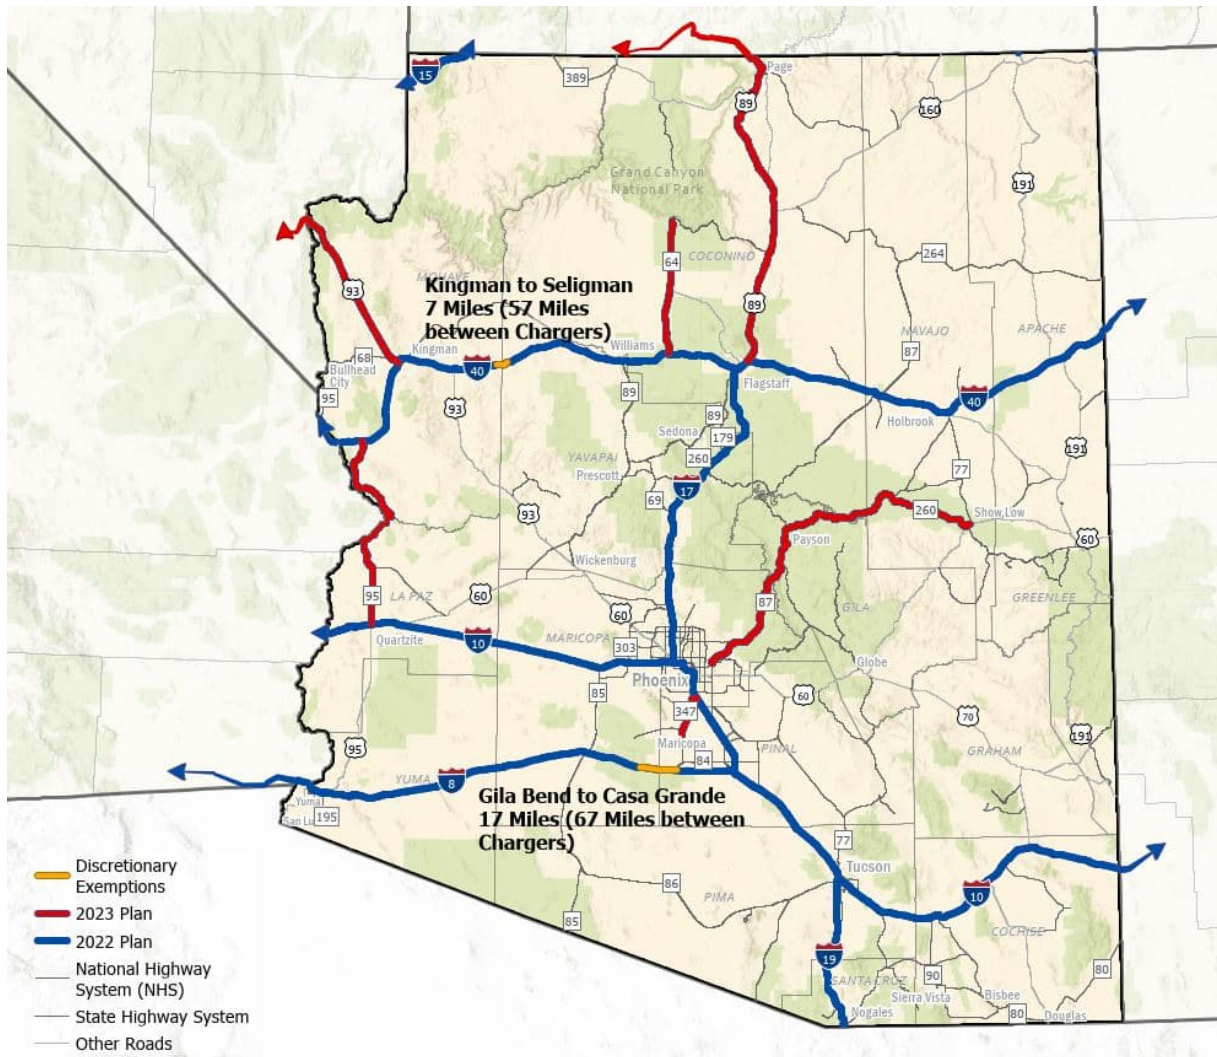 15
389
Page
89
160
Grand Canyon
National Park
191
93
MOHAVE
64
COCONINO
264
Kingman to Seligman
7 Miles (57 Miles
between Chargers)
89
NAVAJO
APACHE
87
Kingman
Williams
68
Bullhead
City
40
Flagstaff
95
93
89
89
40
Holbrook
Sedona
179
191
YAVAPAI
260
Prescott
77
17
69
93
260
Show Low
Payson
60
Wickenburg
95
LA PAZ
60
60
87
GILA
GREENLEE
Quartzite
10
MARICOPA
303
Globe
Phoenix
85
60
347
70
95
Maricopa
PINAL
191
84
GRAHAM
YUMA
8
Yuma
San Lu
195
Gila Bend to Casa Grande
17 Miles (67 Miles between
Chargers)
77
Tucson
86
PIMA
10
85
COCHISE
19
80
SANTA CRUZ
90
Sierra Vista
Bisbee
Nogales
80
Douglas
Discretionary
Exemptions
2023 Plan
2022 Plan
National Highway
System (NHS)
State Highway System
Other Roads